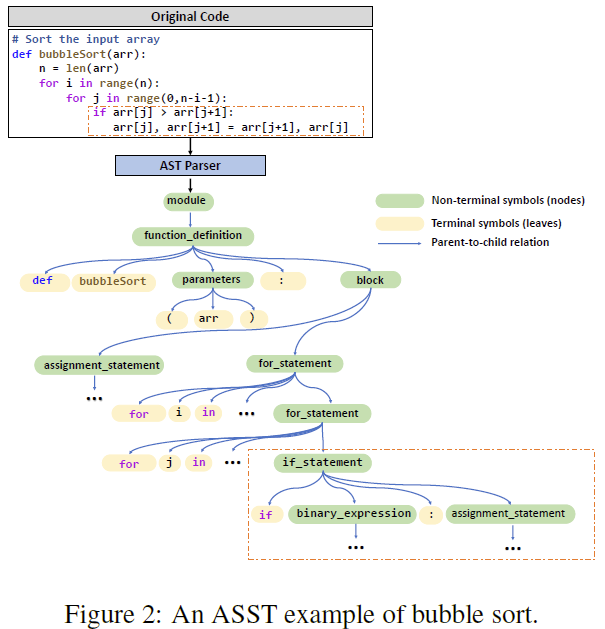 Original Code
# Sort the input array
def bubbleSort(arr):
n = len(arr)
for i in range(n):
for j in range(0,n-i-1):
if arr[j] > arr[j+1]:
arr[j], arr[j+1] = arr[j+1], arr[j]
AST Parser
module
Non-terminal symbols (nodes)
Terminal symbols (leaves)
Parent-to-child relation
function_definition
def bubbleSort parameters : block
( arr )
assignment_statement for_statement
...
for i in ... for_statement
for j in ... if_statement
if binary_expression : assignment_statement
... ...
Figure 2: An ASST example of bubble sort.